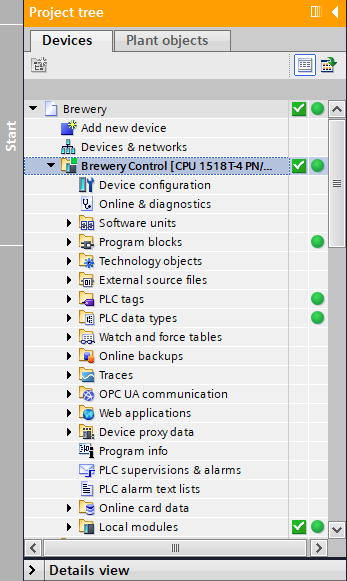 Project tree
Devices
Plant objects
Start
Brewery
Add new device
Devices & networks
Brewery Control [CPU 1518T-4 PN/...
Device configuration
Online & diagnostics
Software units
Program blocks
Technology objects
External source files
PLC tags
PLC data types
Watch and force tables
Online backups
Traces
OPC UA communication
Web applications
Device proxy data
Program info
PLC supervisions & alarms
PLC alarm text lists
Online card data
Local modules
Details view